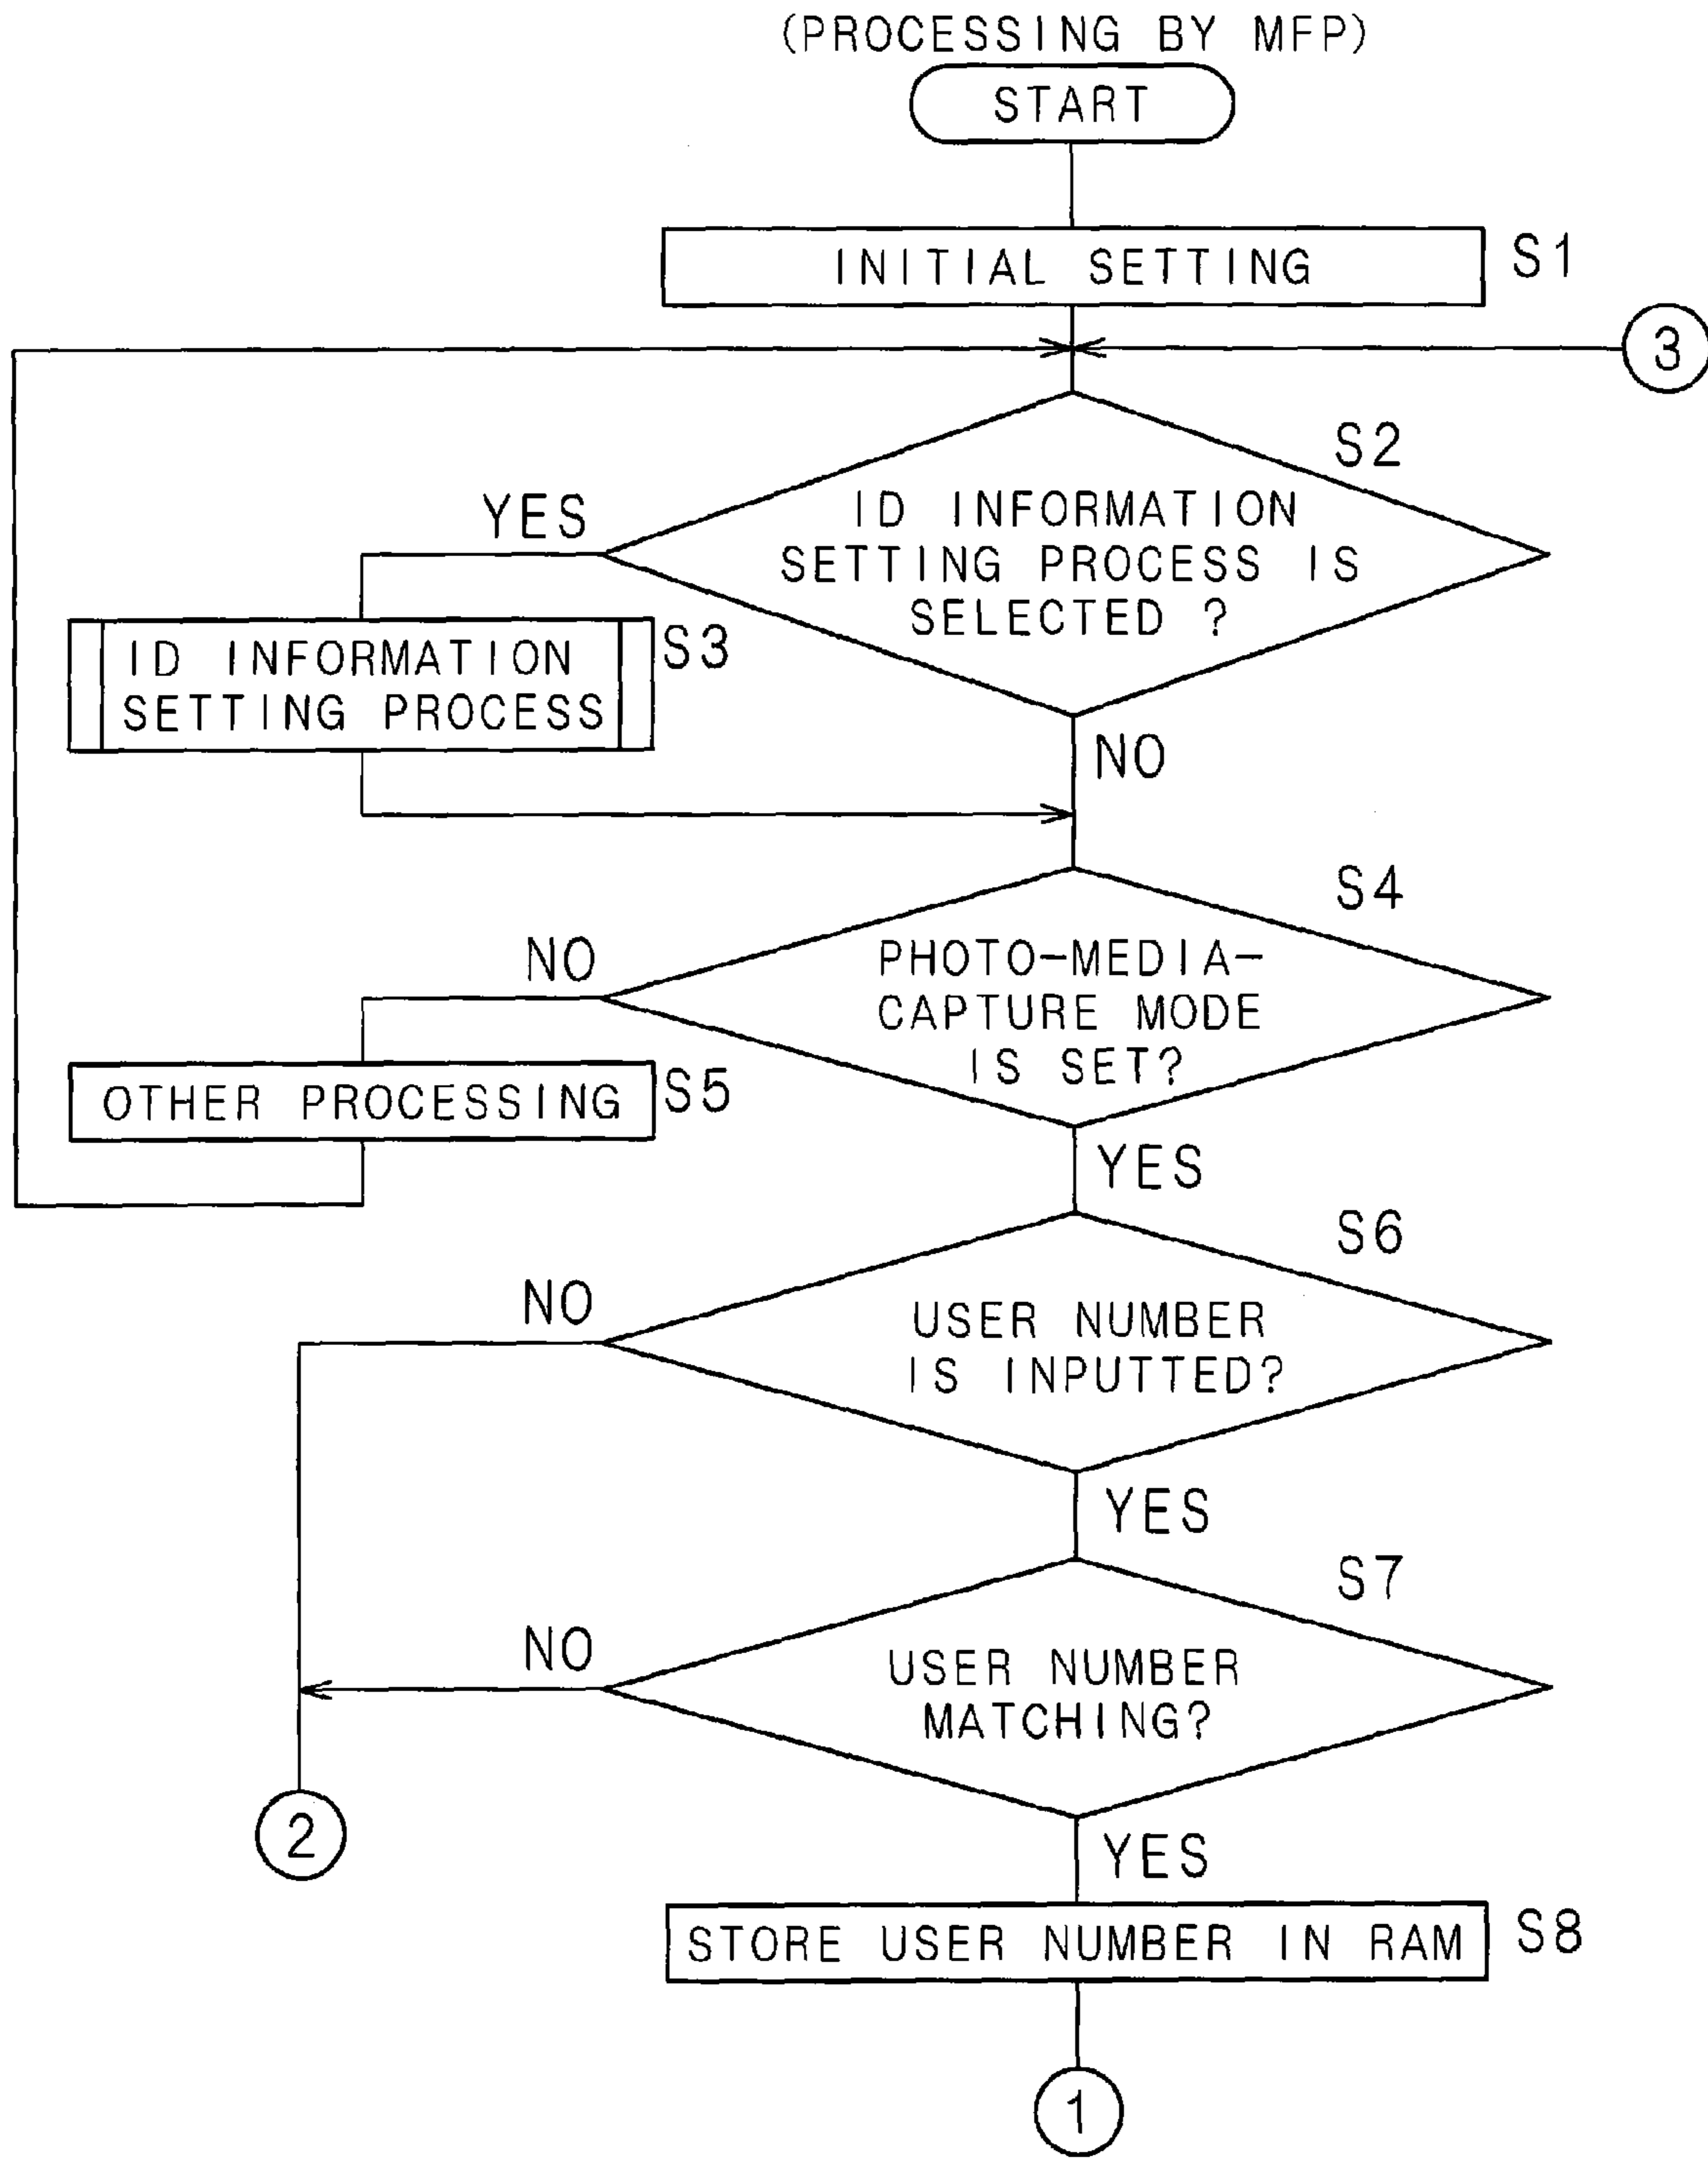 (PROCESSING BY MFP)
START
INITIAL SETTING
S1
3
S2
YES
ID INFORMATION
SETTING PROCESS IS
SELECTED ?
S3
ID INFORMATION
SETTING PROCESS
NO
S4
NO
PHOTO-MEDIA-
CAPTURE MODE
IS SET?
OTHER PROCESSING
S5
YES
S6
NO
USER NUMBER
IS INPUTTED?
YES
S7
NO
USER NUMBER
MATCHING?
2
YES
STORE USER NUMBER IN RAM
S8
1